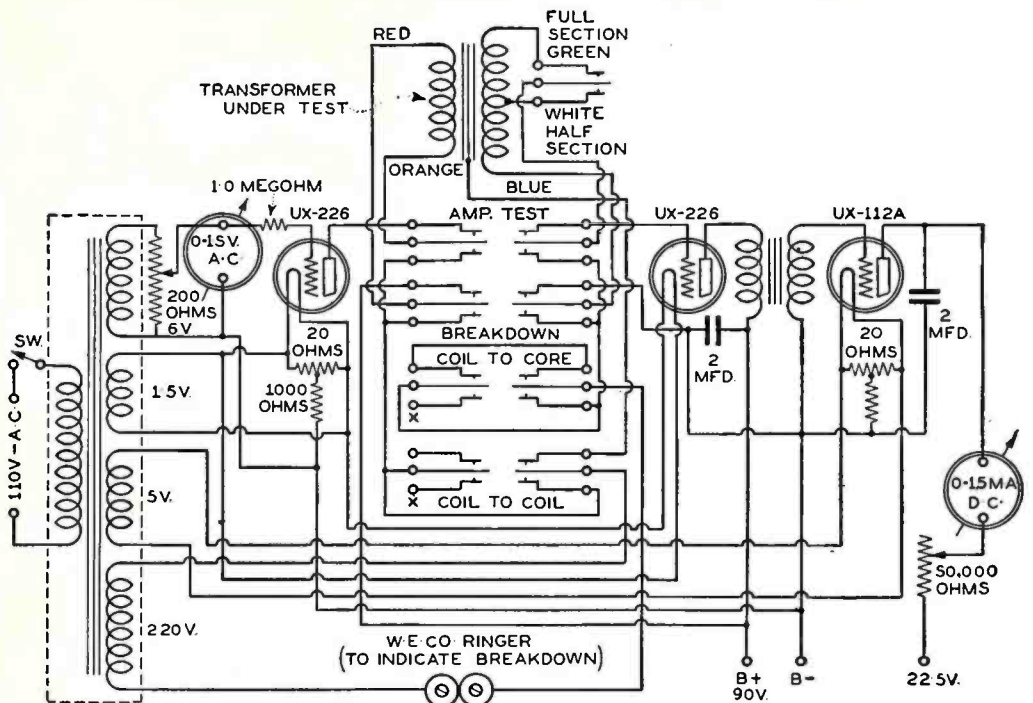 RED
FULL
SECTION
GREEN
TRANSFORMER
UNDER TEST
WHITE
HALF
SECTION
ORANGE
BLUE
1.0 MEGOHM
UX-226
AMP. TEST
UX-226
UX-112A
0-15V.
A.C
200
OHMS
6V
20
OHMS
BREAKDOWN
2
MFD.
20
OHMS
2
MFD.
SW.
COIL TO CORE
1000
OHMS
1.5V.
X
110V-A.C.
5V.
X
COIL TO COIL
0-1.5MA
D.C.
50,000
OHMS
220V.
W.E.CO. RINGER
(TO INDICATE BREAKDOWN)
B+
90V.
B-
22.5V.